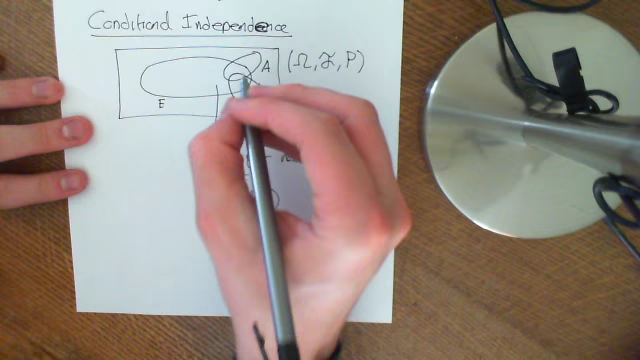 Conditional Independence
A (Ω, F, P)
E